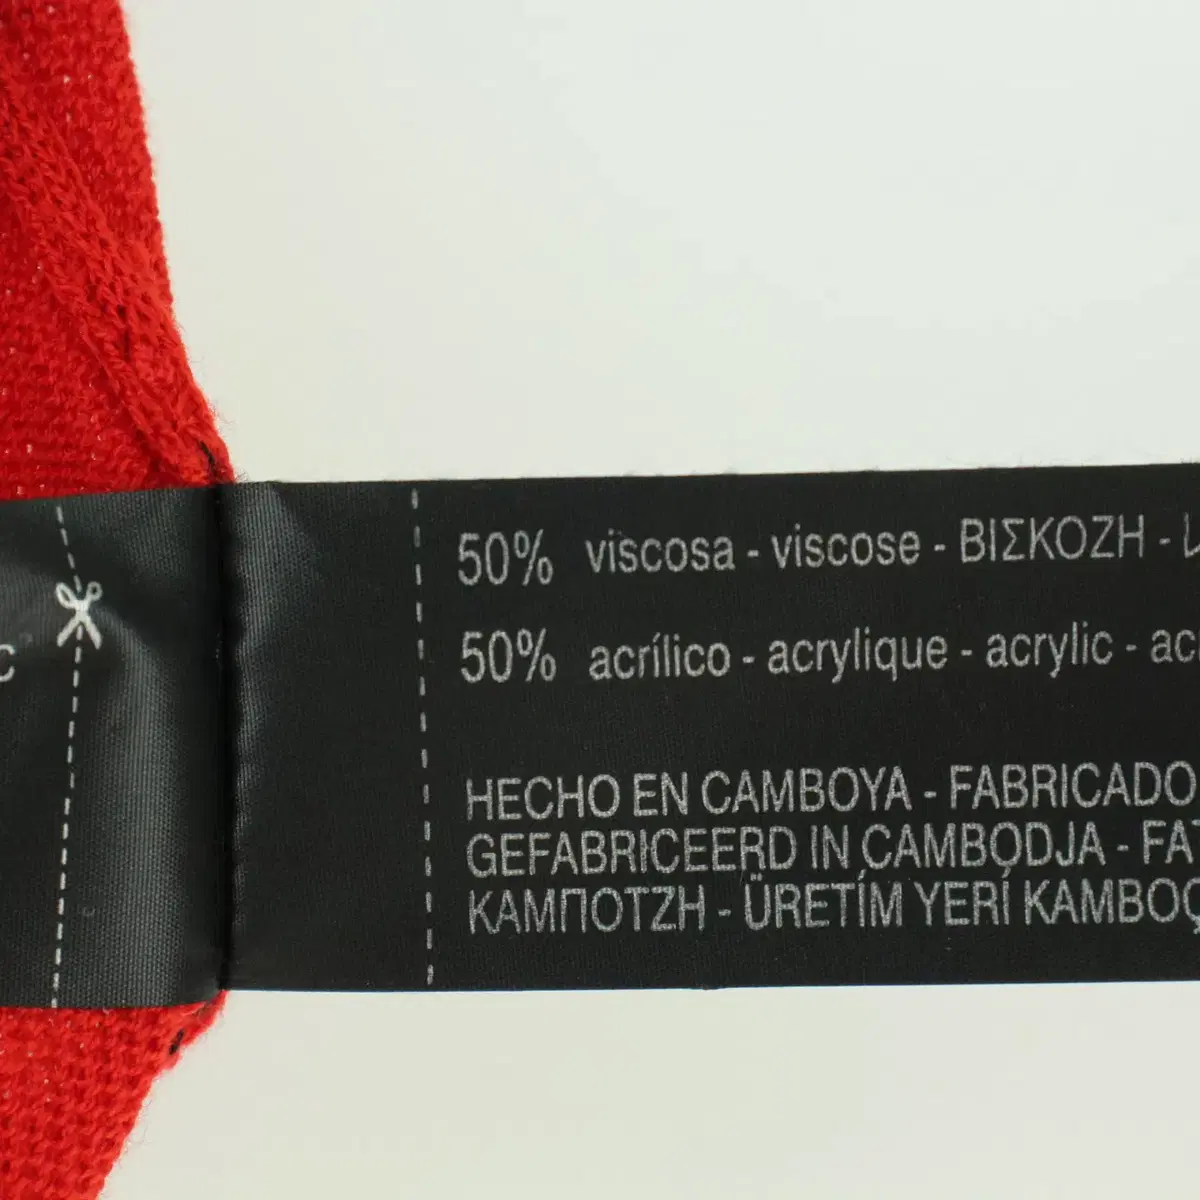 50% viscosa - viscose - ΒΙΣΚΟΖΗ -
50% acrílico - acrylique - acrylic -
HECHO EN CAMBOYA - FABRICADO
GEFABRICEERD IN CAMBODJA -
ΚΑΜΠΟΤΖΗ - ÜRETİM YERİ